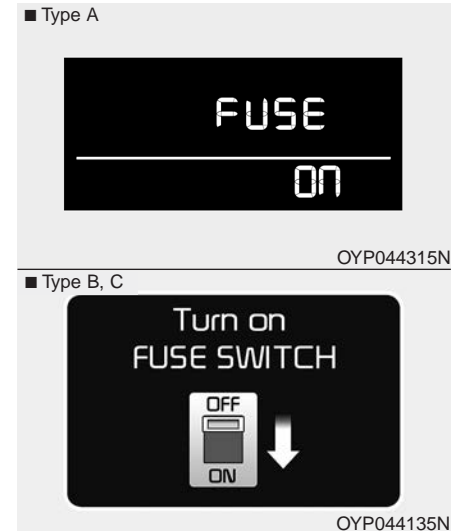 ■ Type A
FUSE
On
OYP044315N
■ Type B, C
Turn on
FUSE SWITCH
OFF
ON
OYP044135N